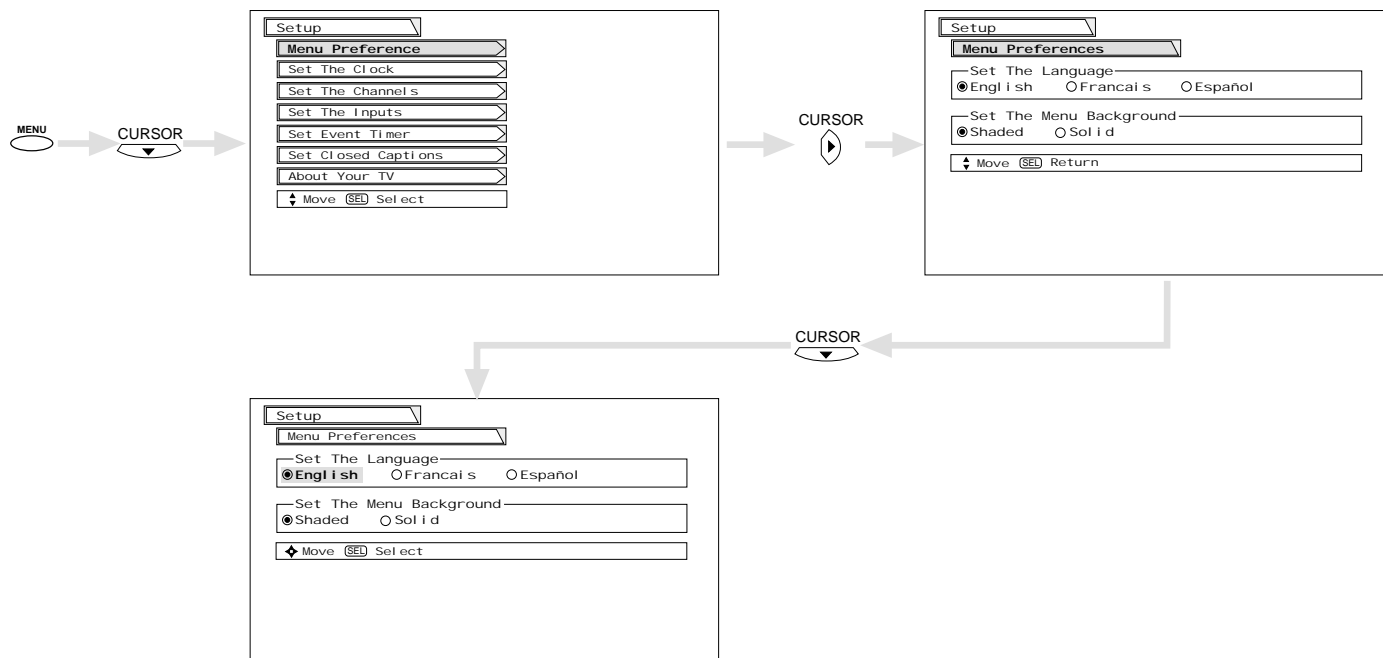 MENU
CURSOR
Setup
Menu Preference
Set The Clock
Set The Channels
Set The Inputs
Set Event Timer
Set Closed Captions
About Your TV
Move SEL Select
CURSOR
Setup
Menu Preferences
Set The Language
English Francais Español
Set The Menu Background
Shaded Solid
Move SEL Return
CURSOR
Setup
Menu Preferences
Set The Language
English Francais Español
Set The Menu Background
Shaded Solid
Move SEL Select